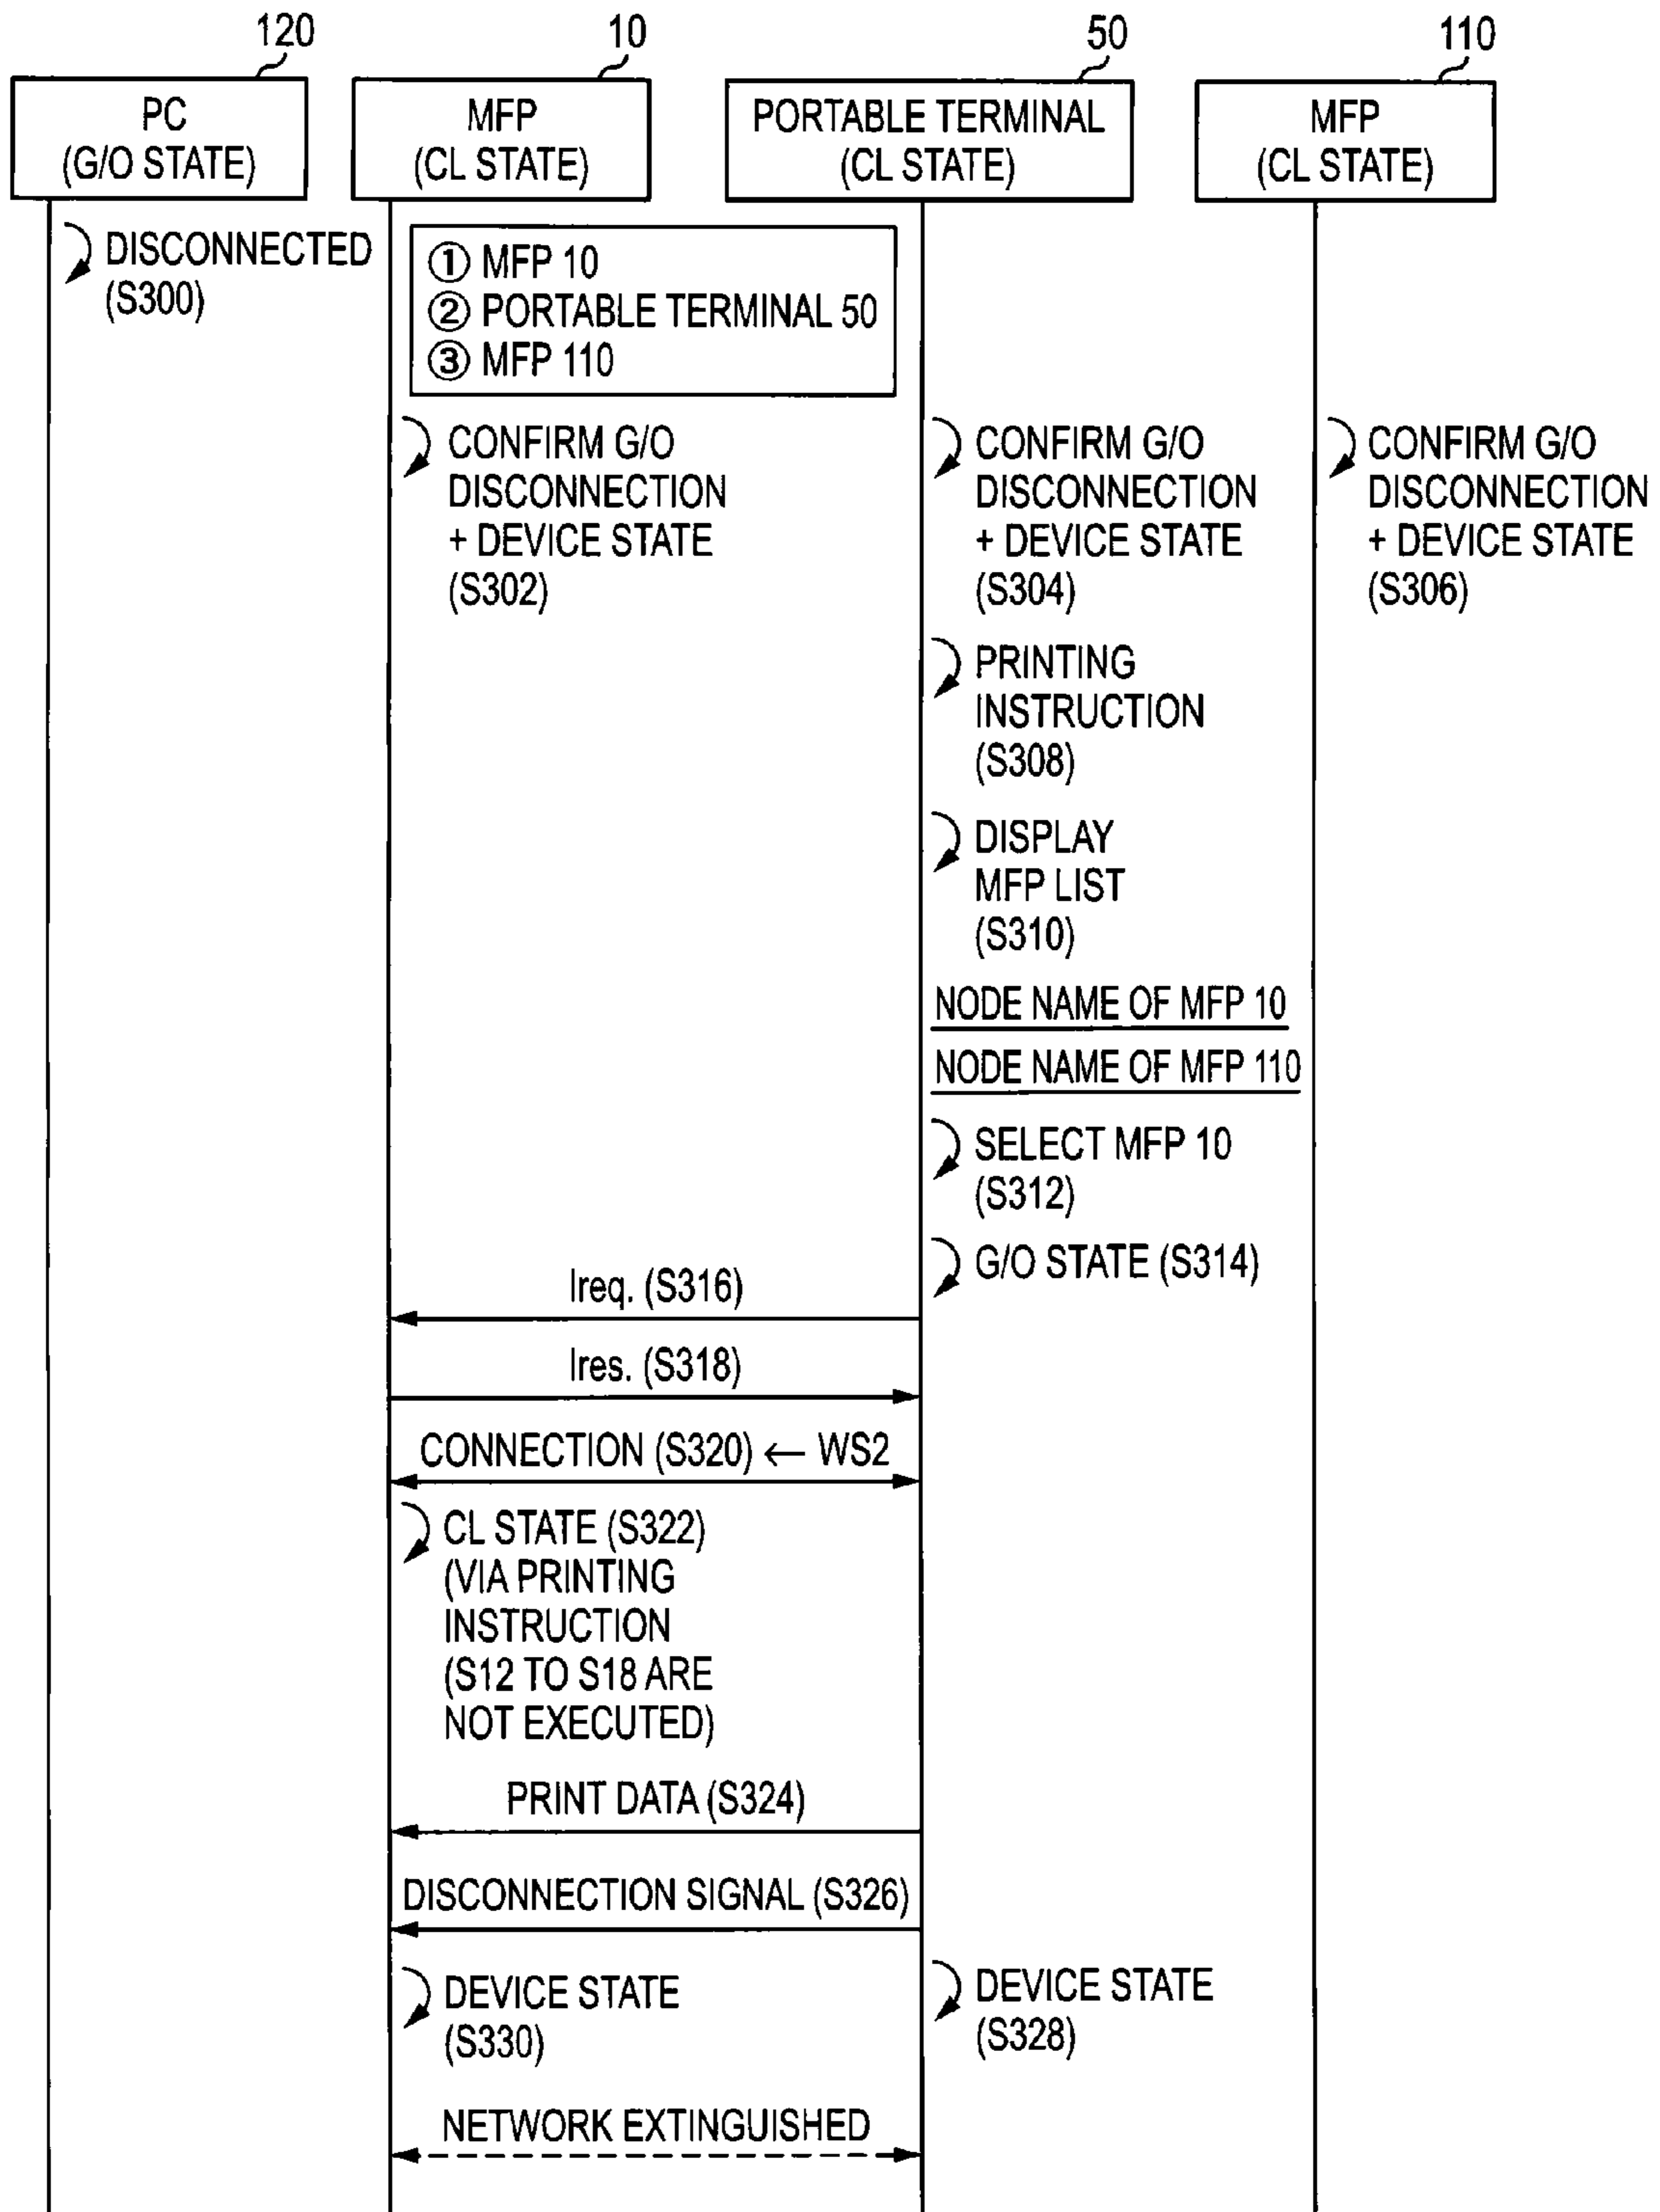 120
10
50
110
PC
(G/O STATE)
MFP
(CL STATE)
PORTABLE TERMINAL
(CL STATE)
MFP
(CL STATE)
DISCONNECTED
(S300)
① MFP 10
② PORTABLE TERMINAL 50
③ MFP 110
CONFIRM G/O
DISCONNECTION
+ DEVICE STATE
(S302)
CONFIRM G/O
DISCONNECTION
+ DEVICE STATE
(S304)
CONFIRM G/O
DISCONNECTION
+ DEVICE STATE
(S306)
PRINTING
INSTRUCTION
(S308)
DISPLAY
MFP LIST
(S310)
NODE NAME OF MFP 10
NODE NAME OF MFP 110
SELECT MFP 10
(S312)
G/O STATE (S314)
Ireq. (S316)
Ires. (S318)
CONNECTION (S320) ← WS2
CL STATE (S322)
(VIA PRINTING
INSTRUCTION
(S12 TO S18 ARE
NOT EXECUTED)
PRINT DATA (S324)
DISCONNECTION SIGNAL (S326)
DEVICE STATE
(S330)
DEVICE STATE
(S328)
NETWORK EXTINGUISHED